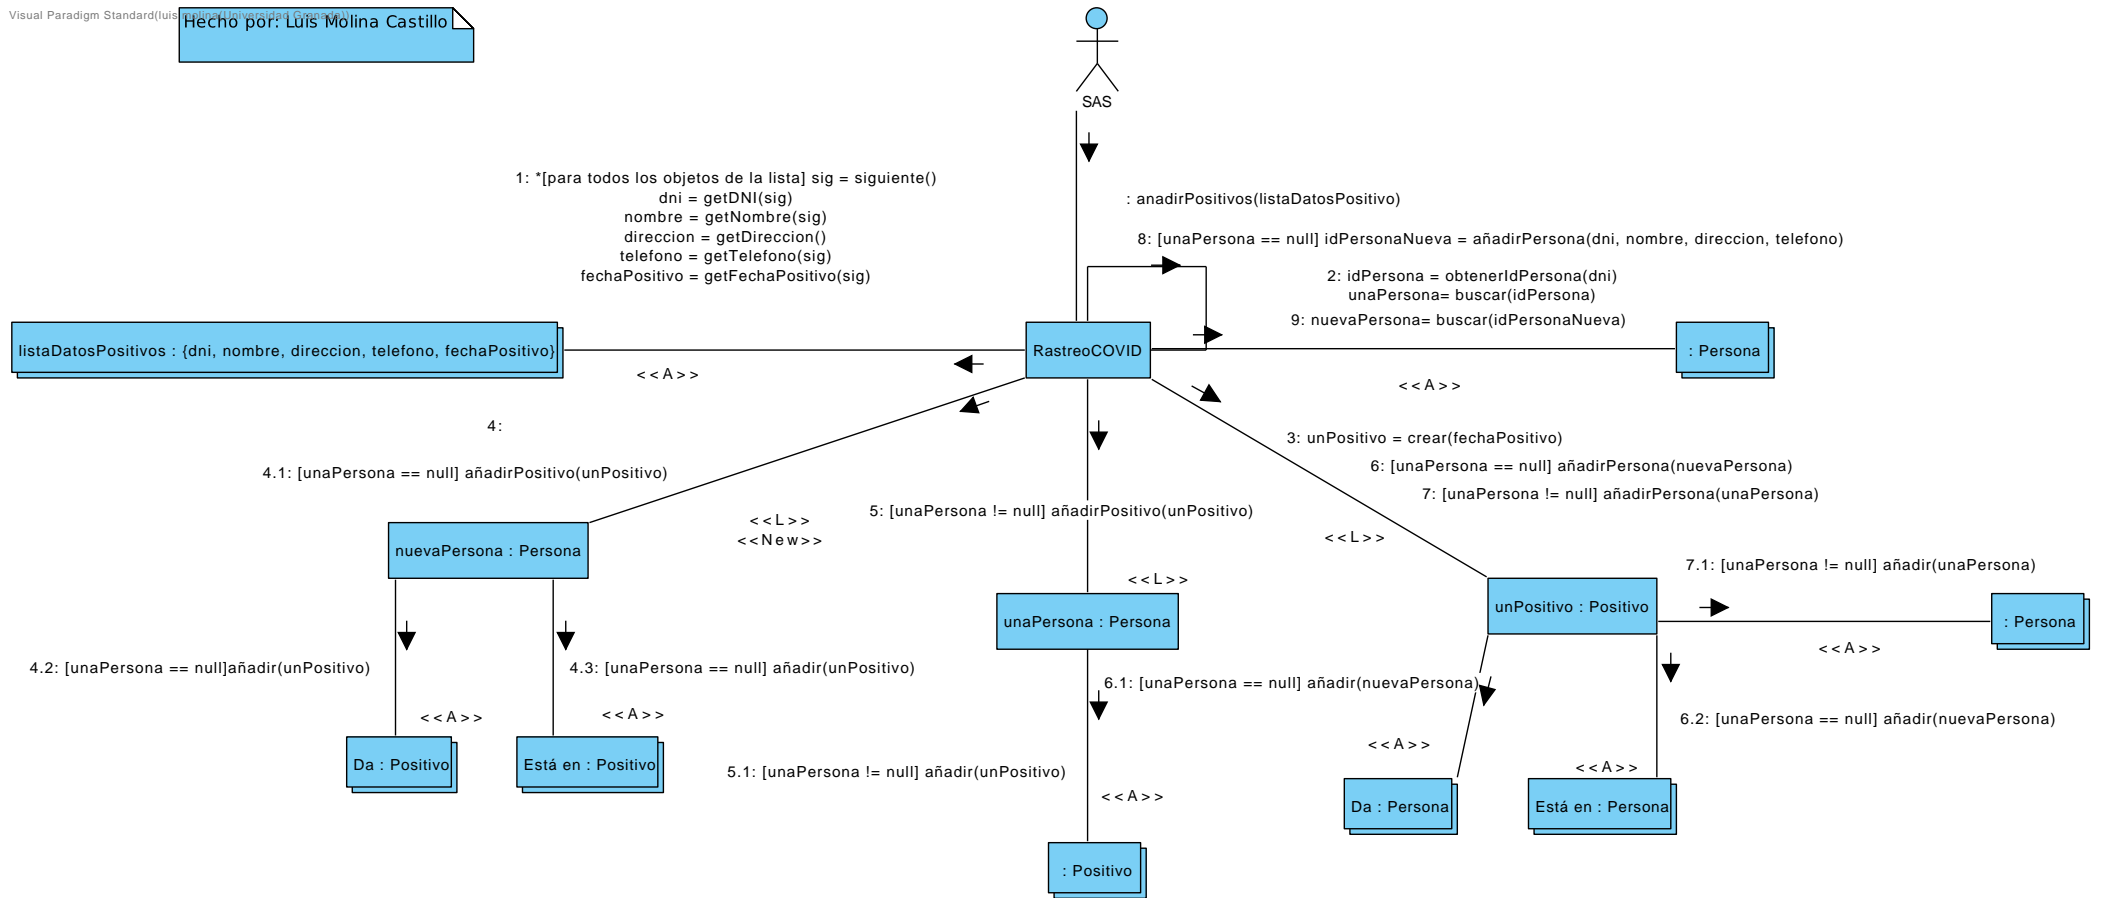 Visual Paradigm Standard(luis molina(Universidad Granada))
Hecho por: Luis Molina Castillo
SAS
1: *[para todos los objetos de la lista] sig = siguiente()
dni = getDNI(sig)
nombre = getNombre(sig)
direccion = getDireccion()
telefono = getTelefono(sig)
fechaPositivo = getFechaPositivo(sig)
: anadirPositivos(listaDatosPositivo)
8: [unaPersona == null] idPersonaNueva = añadirPersona(dni, nombre, direccion, telefono)
2: idPersona = obtenerIdPersona(dni)
unaPersona= buscar(idPersona)
9: nuevaPersona= buscar(idPersonaNueva)
listaDatosPositivos : {dni, nombre, direccion, telefono, fechaPositivo}
RastreoCOVID
: Persona
<<A>>
<<A>>
4:
3: unPositivo = crear(fechaPositivo)
4.1: [unaPersona == null] añadirPositivo(unPositivo)
6: [unaPersona == null] añadirPersona(nuevaPersona)
7: [unaPersona != null] añadirPersona(unaPersona)
5: [unaPersona != null] añadirPositivo(unPositivo)
<<L>>
<<New>>
<<L>>
nuevaPersona : Persona
<<L>>
7.1: [unaPersona != null] añadir(unaPersona)
unaPersona : Persona
unPositivo : Positivo
: Persona
<<A>>
4.2: [unaPersona == null]añadir(unPositivo)
4.3: [unaPersona == null] añadir(unPositivo)
6.1: [unaPersona == null] añadir(nuevaPersona)
6.2: [unaPersona == null] añadir(nuevaPersona)
<<A>>
<<A>>
<<A>>
<<A>>
Da : Positivo
Está en : Positivo
5.1: [unaPersona != null] añadir(unPositivo)
<<A>>
Da : Persona
Está en : Persona
: Positivo